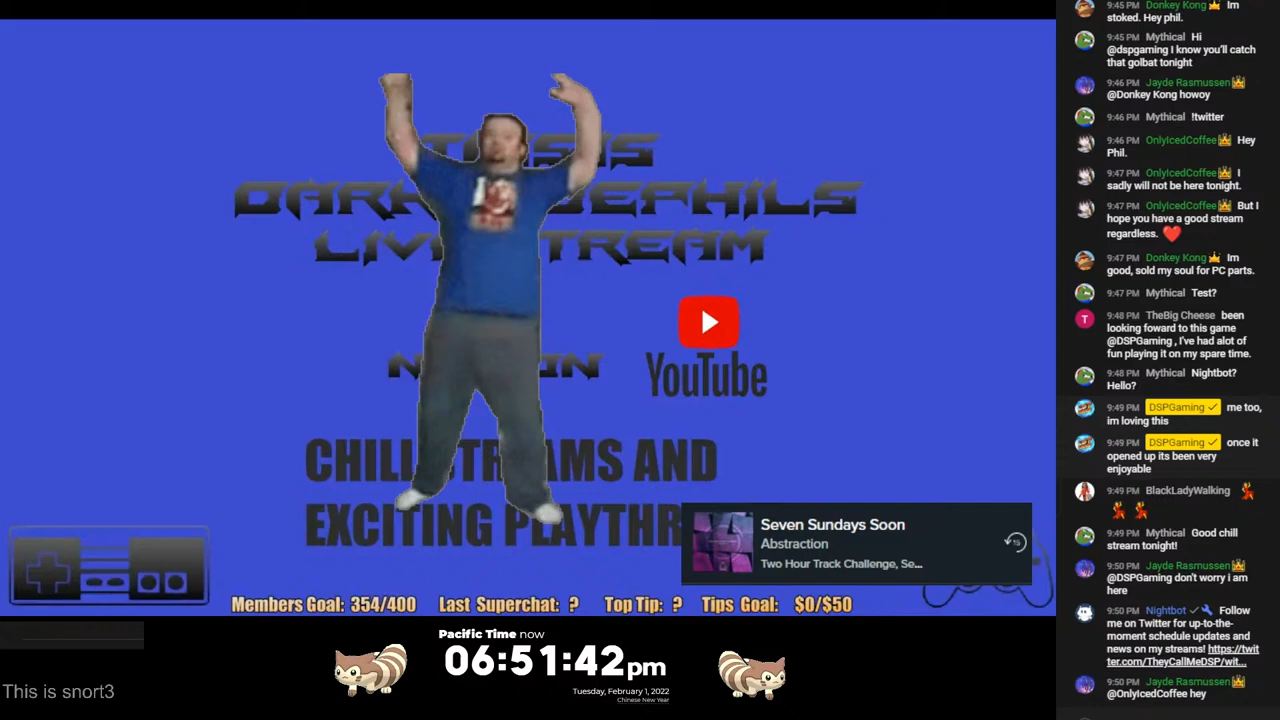 THIS IS
LIVE STREAM
YouTube
CHILL STREAMS AND
EXCITING
Seven Sundays Soon
Abstraction
Two Hour Track Challenge, Se...
Members Goal: 354/400 Last Superchat: ? Top Tip: ? Tips Goal: $0/$50
Pacific Time now
06:51:42pm
Tuesday, February 1, 2022
Chinese New Year
This is snort3
9:45 PM Donkey Kong Im
stoked. Hey phil.
9:45 PM Mythical Hi
@dspgaming I know you'll catch
that golbat tonight
9:46 PM Jayde Rasmussen
@Donkey Kong howoy
9:46 PM Mythical !twitter
9:46 PM OnlyIcedCoffee Hey
Phil.
9:47 PM OnlyIcedCoffee I
sadly will not be here tonight.
9:47 PM OnlyIcedCoffee But I
hope you have a good stream
regardless. ❤️
9:47 PM Donkey Kong Im
good, sold my soul for PC parts.
9:47 PM Mythical Test?
T
9:48 PM TheBig Cheese been
looking foward to this game
@DSPGaming , I've had alot of
fun playing it on my spare time.
9:48 PM Mythical Nightbot?
Hello?
9:49 PM DSPGaming ✓ me too,
im loving this
9:49 PM DSPGaming ✓ once it
opened up its been very
enjoyable
9:49 PM BlackLadyWalking 💃
💃 💃
9:49 PM Mythical Good chill
stream tonight!
9:50 PM Jayde Rasmussen
@DSPGaming don't worry i am
here
9:50 PM Nightbot ✓ Follow
me on Twitter for up-to-the-
moment schedule updates and
news on my streams! https://twit
ter.com/TheyCallMeDSP/wit...
9:50 PM Jayde Rasmussen
@OnlyIcedCoffee hey